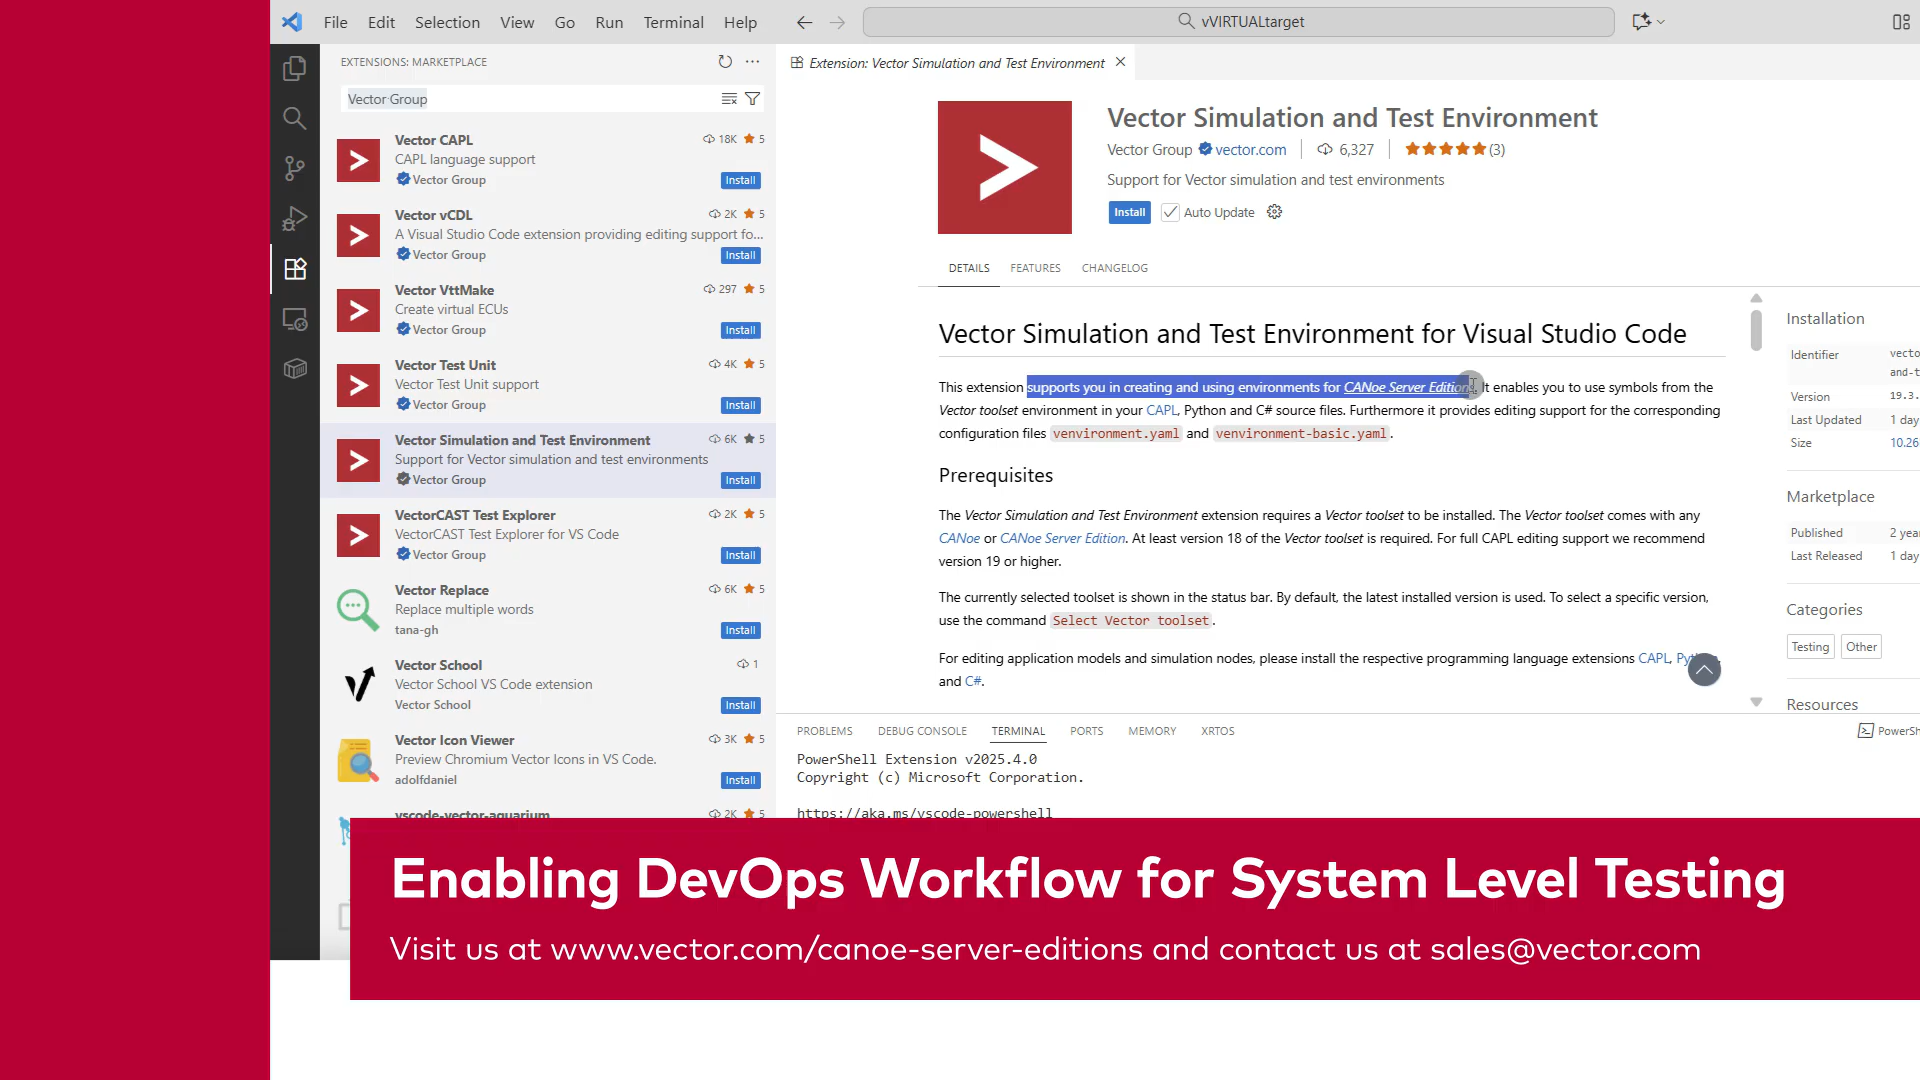 File Edit Selection View Go Run Terminal Help
vVIRTUALtarget
EXTENSIONS: MARKETPLACE
Vector Group
Vector CAPL 18K 5
CAPL language support
Vector Group Install
Vector vCDL 2K 5
A Visual Studio Code extension providing editing support fo...
Vector Group Install
Vector VttMake 297 5
Create virtual ECUs
Vector Group Install
Vector Test Unit 4K 5
Vector Test Unit support
Vector Group Install
Vector Simulation and Test Environment 6K 5
Support for Vector simulation and test environments
Vector Group Install
VectorCAST Test Explorer 2K 5
VectorCAST Test Explorer for VS Code
Vector Group Install
Vector Replace 6K 5
Replace multiple words
tana-gh Install
Vector School 1
Vector School VS Code extension
Vector School Install
Vector Icon Viewer 3K 5
Preview Chromium Vector Icons in VS Code.
adolfdaniel Install
vscode-vector-aquarium 2K 5
Extension: Vector Simulation and Test Environment
Vector Simulation and Test Environment
Vector Group vector.com 6,327 (3)
Support for Vector simulation and test environments
Install Auto Update
DETAILS FEATURES CHANGELOG
Vector Simulation and Test Environment for Visual Studio Code
This extension supports you in creating and using environments for CANoe Server Editions. It enables you to use symbols from the
Vector toolset environment in your CAPL, Python and C# source files. Furthermore it provides editing support for the corresponding
configuration files venvironment.yaml and venvironment-basic.yaml.
Prerequisites
The Vector Simulation and Test Environment extension requires a Vector toolset to be installed. The Vector toolset comes with any
CANoe or CANoe Server Edition. At least version 18 of the Vector toolset is required. For full CAPL editing support we recommend
version 19 or higher.
The currently selected toolset is shown in the status bar. By default, the latest installed version is used. To select a specific version,
use the command Select Vector toolset.
For editing application models and simulation nodes, please install the respective programming language extensions CAPL, Python,
and C#.
Installation
Identifier vecto
and-t
Version 19.3.
Last Updated 1 day
Size 10.26
Marketplace
Published 2 yea
Last Released 1 day
Categories
Testing Other
Resources
PROBLEMS DEBUG CONSOLE TERMINAL PORTS MEMORY XRTOS
PowerSh
PowerShell Extension v2025.4.0
Copyright (c) Microsoft Corporation.
https://aka.ms/vscode-powershell
Enabling DevOps Workflow for System Level Testing
Visit us at www.vector.com/canoe-server-editions and contact us at sales@vector.com